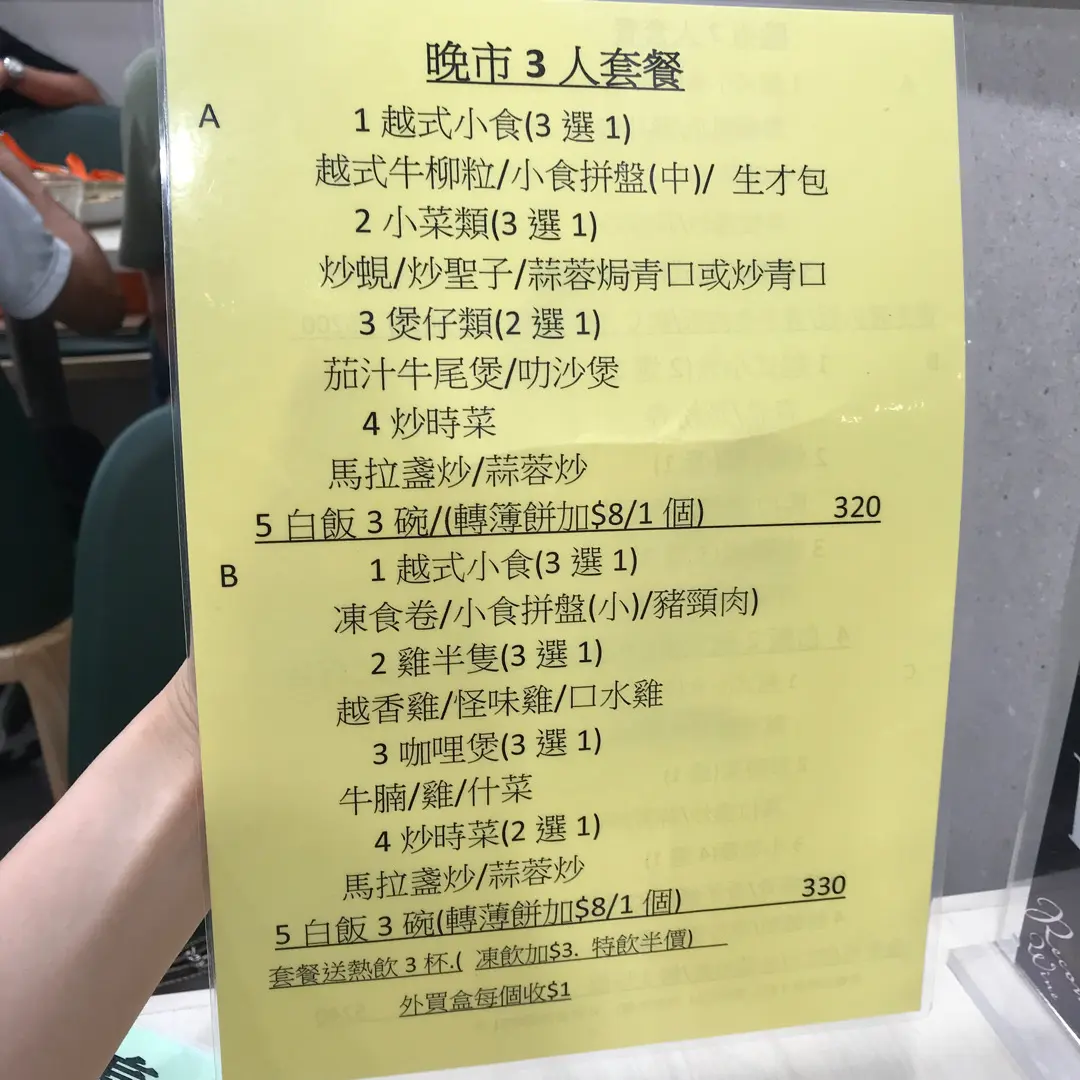 晚市 3 人套餐
A
1 越式小食(3 選 1)
越式牛柳粒/小食拼盤(中)/ 生才包
2 小菜類(3 選 1)
炒蜆/炒聖子/蒜蓉焗青口或炒青口
3 煲仔類(2 選 1)
茄汁牛尾煲/叻沙煲
4 炒時菜
馬拉盞炒/蒜蓉炒
5 白飯 3 碗/(轉簿餅加$8/1 個) 320
B
1 越式小食(3 選 1)
凍食卷/小食拼盤(小)/豬頸肉)
2 雞半隻(3 選 1)
越香雞/怪味雞/口水雞
3 咖哩煲(3 選 1)
牛腩/雞/什菜
4 炒時菜(2 選 1)
馬拉盞炒/蒜蓉炒
5 白飯 3 碗(轉薄餅加$8/1 個) 330
套餐送熱飲 3 杯.( 凍飲加$3. 特飲半價)
外買盒每個收$1
Wine